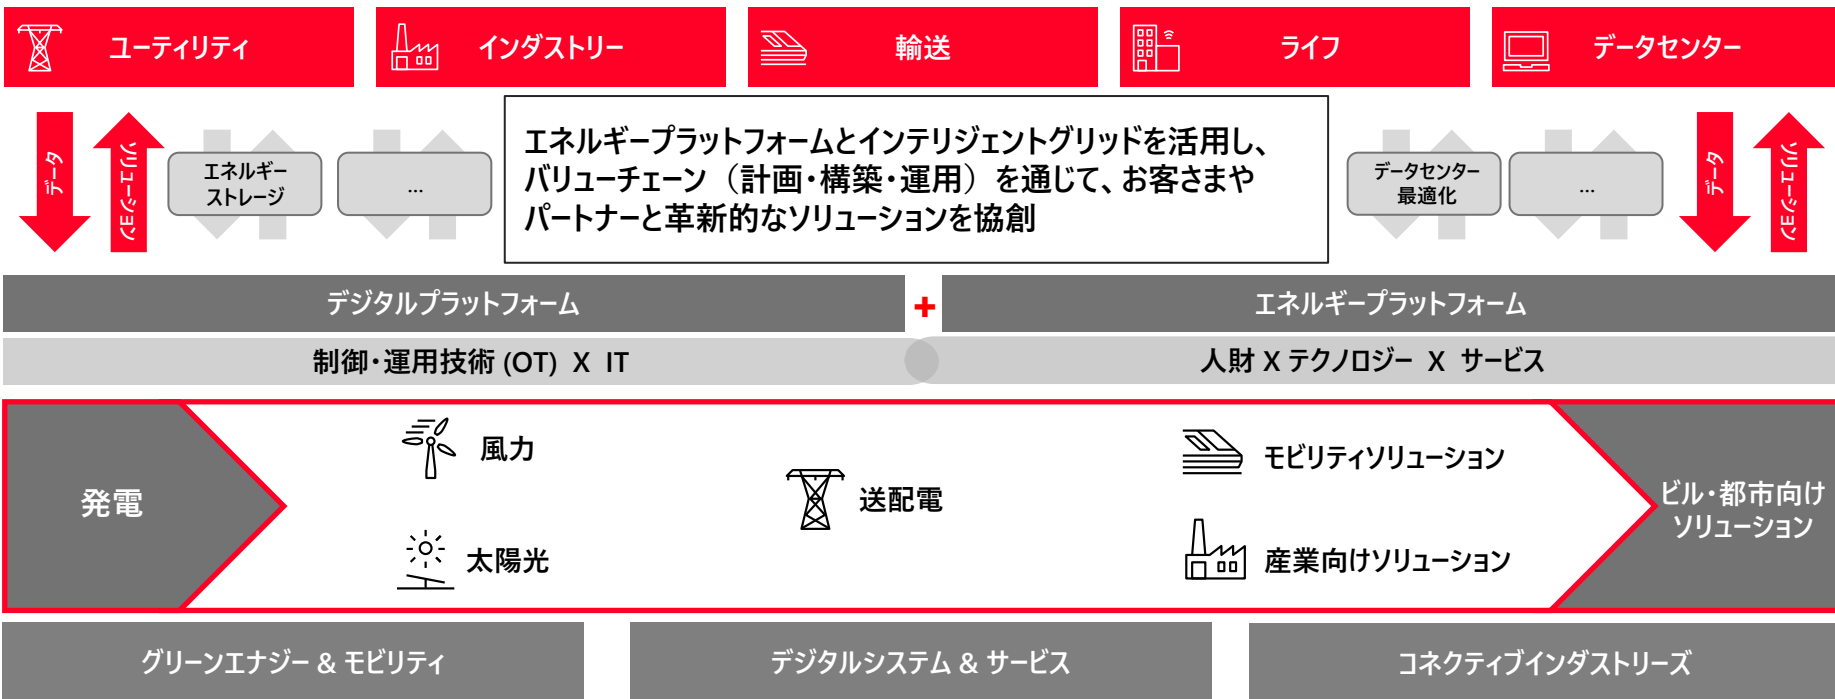 ユーティリティ
インダストリー
輸送
ライフ
データセンター
データ
ソリューション
エネルギー
ストレージ
...
エネルギープラットフォームとインテリジェントグリッドを活用し、
バリューチェーン（計画・構築・運用）を通じて、お客さまや
パートナーと革新的なソリューションを協創
データセンター
最適化
...
データ
ソリューション
デジタルプラットフォーム
+
エネルギープラットフォーム
制御・運用技術 (OT) X IT
人財 X テクノロジー X サービス
発電
風力
太陽光
送配電
モビリティソリューション
産業向けソリューション
ビル・都市向け
ソリューション
グリーンエナジー & モビリティ
デジタルシステム & サービス
コネクティブインダストリーズ